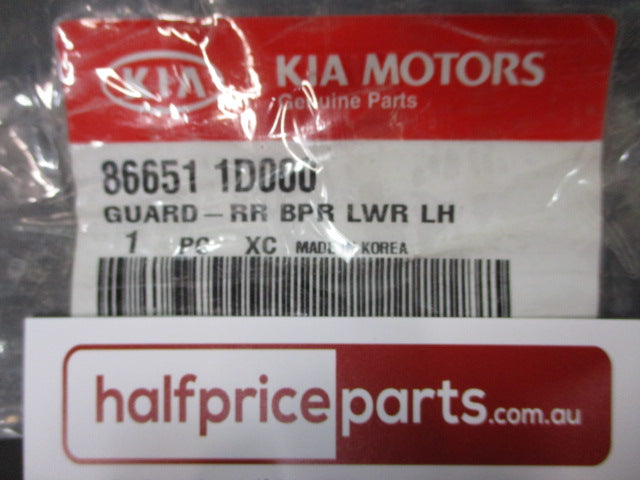 KIA KIA MOTORS
Genuine Parts
86651 1D000
GUARD-RR BPR LWR LH
1 PC XC MADE IN KOREA
halfpriceparts.com.au